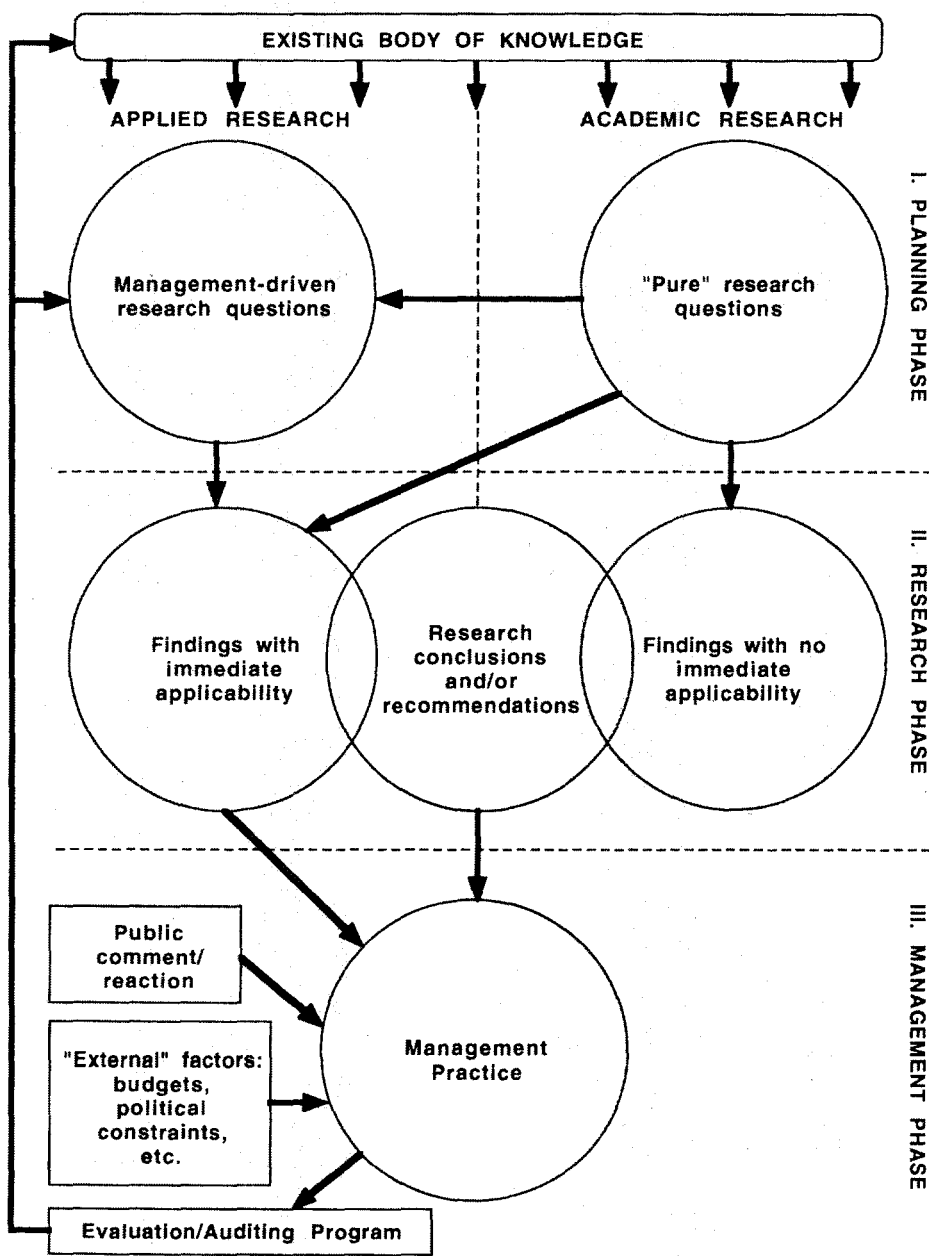 EXISTING BODY OF KNOWLEDGE
APPLIED RESEARCH
ACADEMIC RESEARCH
I. PLANNING PHASE
Management-driven
research questions
"Pure" research
questions
II. RESEARCH PHASE
Findings with
immediate
applicability
Research
conclusions
and/or
recommendations
Findings with no
immediate
applicability
III. MANAGEMENT PHASE
Public
comment/
reaction
"External" factors:
budgets,
political
constraints,
etc.
Management
Practice
Evaluation/Auditing Program